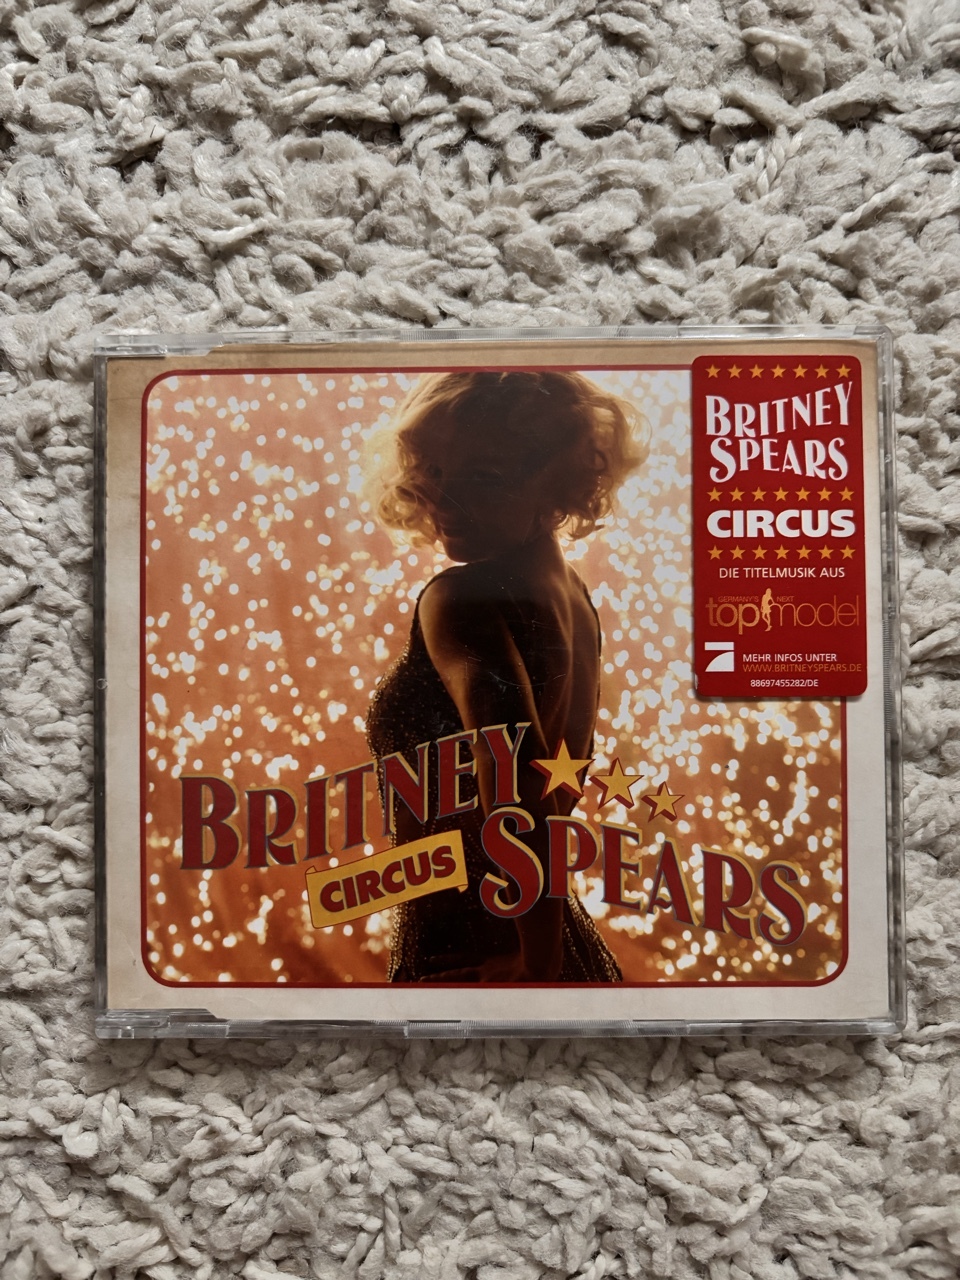 BRITNEY
SPEARS
CIRCUS
DIE TITELMUSIK AUS
GERMANY'S NEXT
topmodel
MEHR INFOS UNTER
WWW.BRITNEYSPEARS.DE
88697455282/DE
BRITNEY
CIRCUS
SPEARS